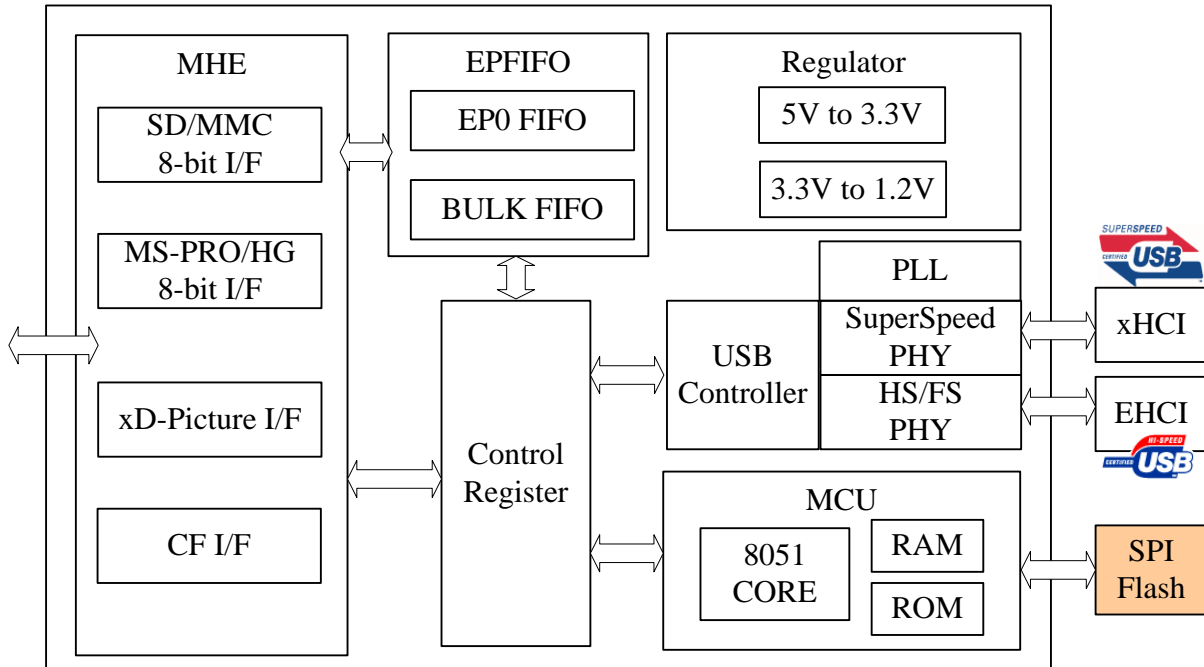 MHE
SD/MMC
8-bit I/F
MS-PRO/HG
8-bit I/F
xD-Picture I/F
CF I/F
EPFIFO
EP0 FIFO
BULK FIFO
Control
Register
Regulator
5V to 3.3V
3.3V to 1.2V
PLL
USB
Controller
SuperSpeed
PHY
HS/FS
PHY
MCU
8051
CORE
RAM
ROM
SUPERSPEED
CERTIFIED USB
xHCI
EHCI
HI-SPEED
CERTIFIED USB
SPI
Flash